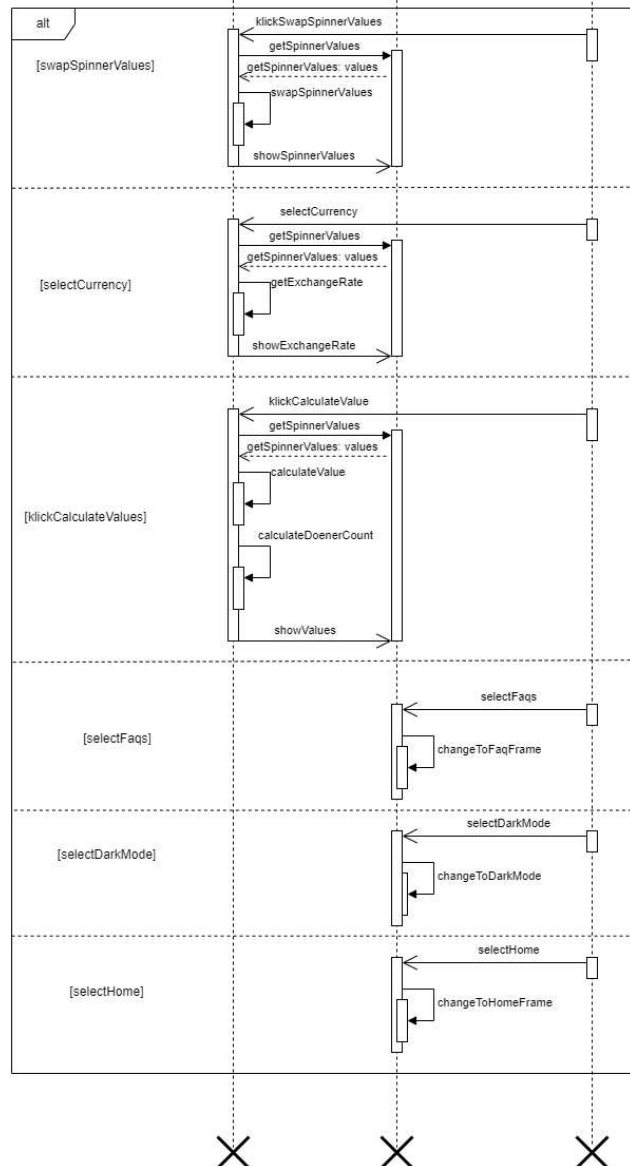 alt
klickSwapSpinnerValues
getSpinnerValues
[swapSpinnerValues]
getSpinnerValues: values
swapSpinnerValues
showSpinnerValues
selectCurrency
getSpinnerValues
getSpinnerValues: values
[selectCurrency]
getExchangeRate
showExchangeRate
klickCalculateValue
getSpinnerValues
getSpinnerValues: values
calculateValue
[klickCalculateValues]
calculateDoenerCount
showValues
selectFaqs
[selectFaqs]
changeToFaqFrame
selectDarkMode
[selectDarkMode]
changeToDarkMode
selectHome
[selectHome]
changeToHomeFrame